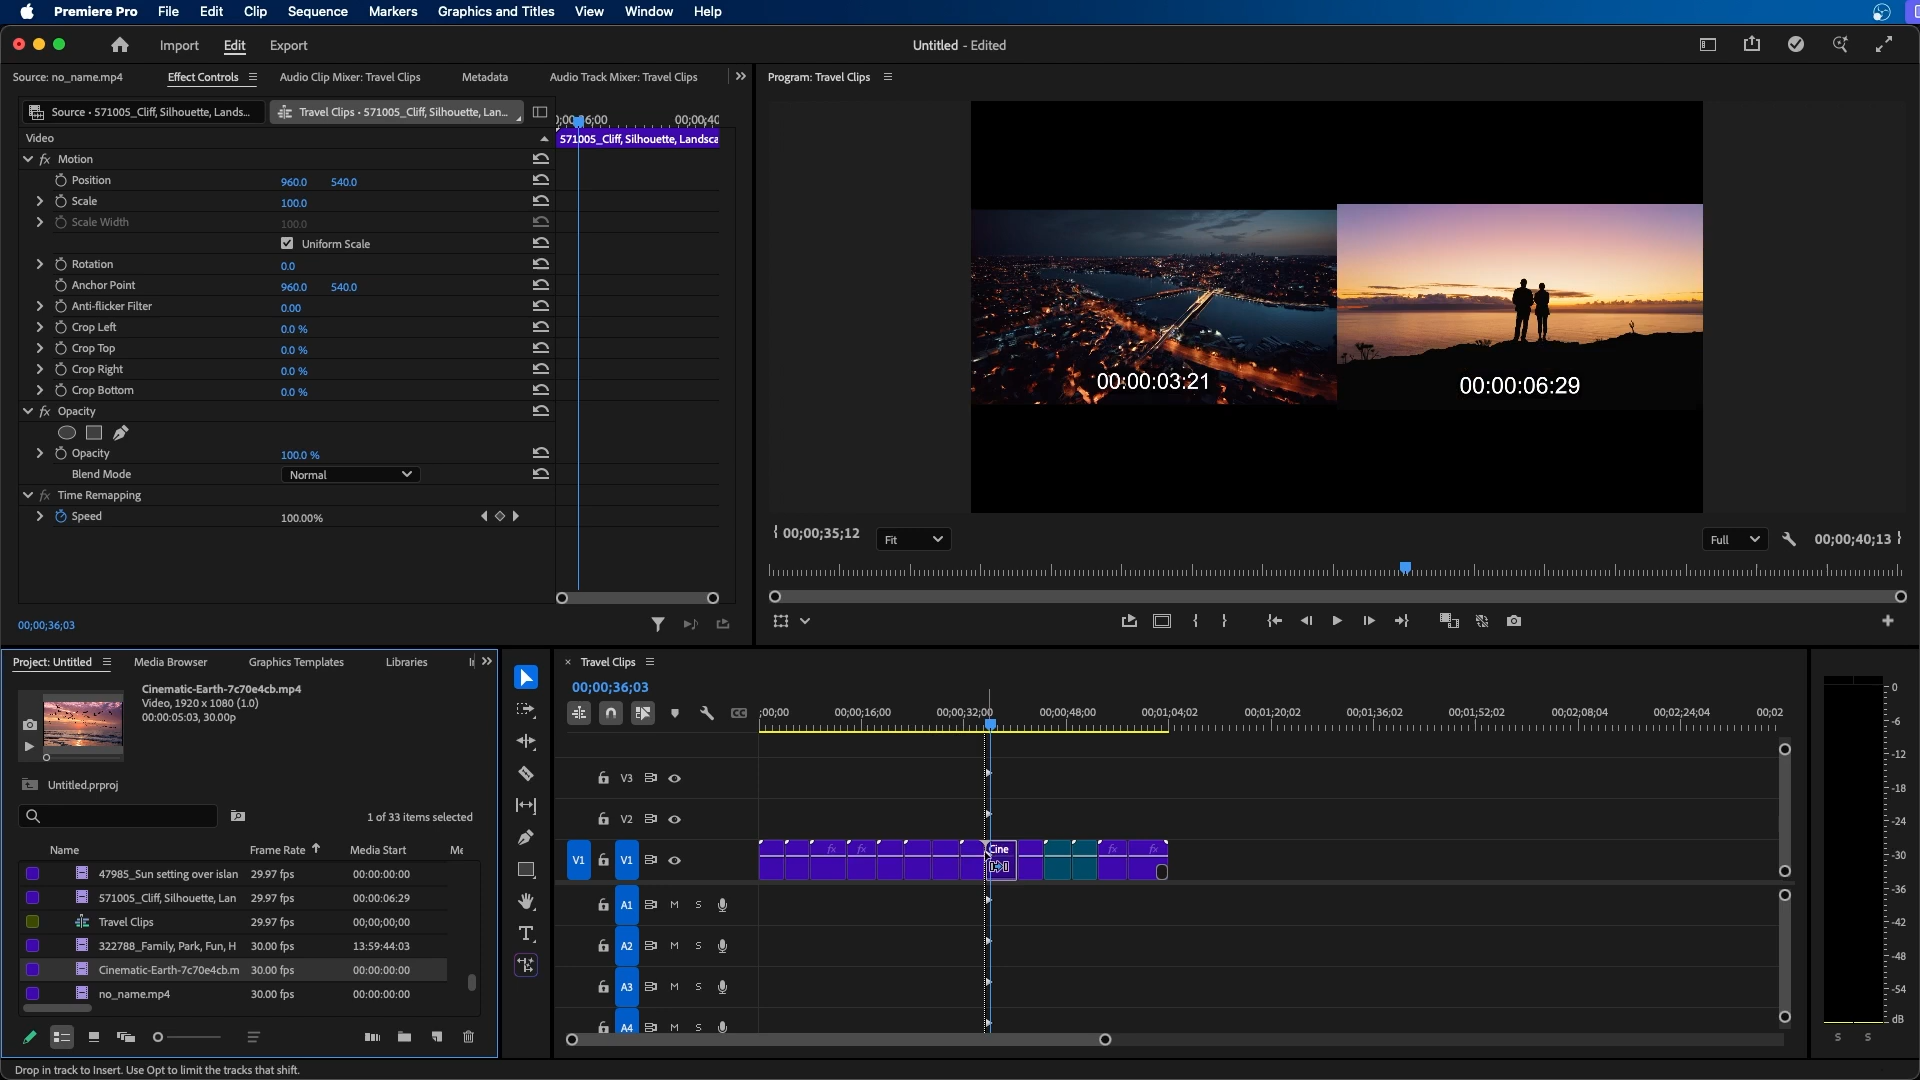 Premiere Pro File Edit Clip Sequence Markers Graphics and Titles View Window Help
Import Edit Export
Untitled - Edited
Source: no_name.mp4 Effect Controls Audio Clip Mixer: Travel Clips Metadata Audio Track Mixer: Travel Clips
Source • 571005_Cliff, Silhouette, Lands... Travel Clips • 571005_Cliff, Silhouette, Lan...
00;00;40
Video
571005_Cliff, Silhouette, Landsca
fx Motion
Position 960.0 540.0
Scale 100.0
Scale Width 100.0
Uniform Scale
Rotation 0.0
Anchor Point 960.0 540.0
Anti-flicker Filter 0.00
Crop Left 0.0 %
Crop Top 0.0 %
Crop Right 0.0 %
Crop Bottom 0.0 %
fx Opacity
Opacity 100.0 %
Blend Mode Normal
fx Time Remapping
Speed 100.00%
00;00;36;03
Program: Travel Clips
00:00:03:21
00:00:06:29
00;00;35;12 Fit Full 00;00;40;13
Project: Untitled Media Browser Graphics Templates Libraries
Cinematic-Earth-7c70e4cb.mp4
Video, 1920 x 1080 (1.0)
00:00:05:03, 30.00p
Untitled.prproj
1 of 33 items selected
Name Frame Rate Media Start Me
47985_Sun setting over islan 29.97 fps 00:00:00:00
571005_Cliff, Silhouette, Lan 29.97 fps 00:00:06:29
Travel Clips 29.97 fps 00;00;00;00
322788_Family, Park, Fun, H 30.00 fps 13:59:44:03
Cinematic-Earth-7c70e4cb.m 30.00 fps 00:00:00:00
no_name.mp4 30.00 fps 00:00:00:00
× Travel Clips
00;00;36;03
CC
;00;00 00;00;16;00 00;00;32;00 00;00;48;00 00;01;04;02 00;01;20;02 00;01;36;02 00;01;52;02 00;02;08;04 00;02;24;04 00;02
V3
V2
V1 V1 fx fx Cine fx fx
A1 M S
A2 M S
A3 M S
A4 M S
0
-6
-12
-18
-24
-30
-36
-42
-48
-54
dB
S S
Drop in track to Insert. Use Opt to limit the tracks that shift.